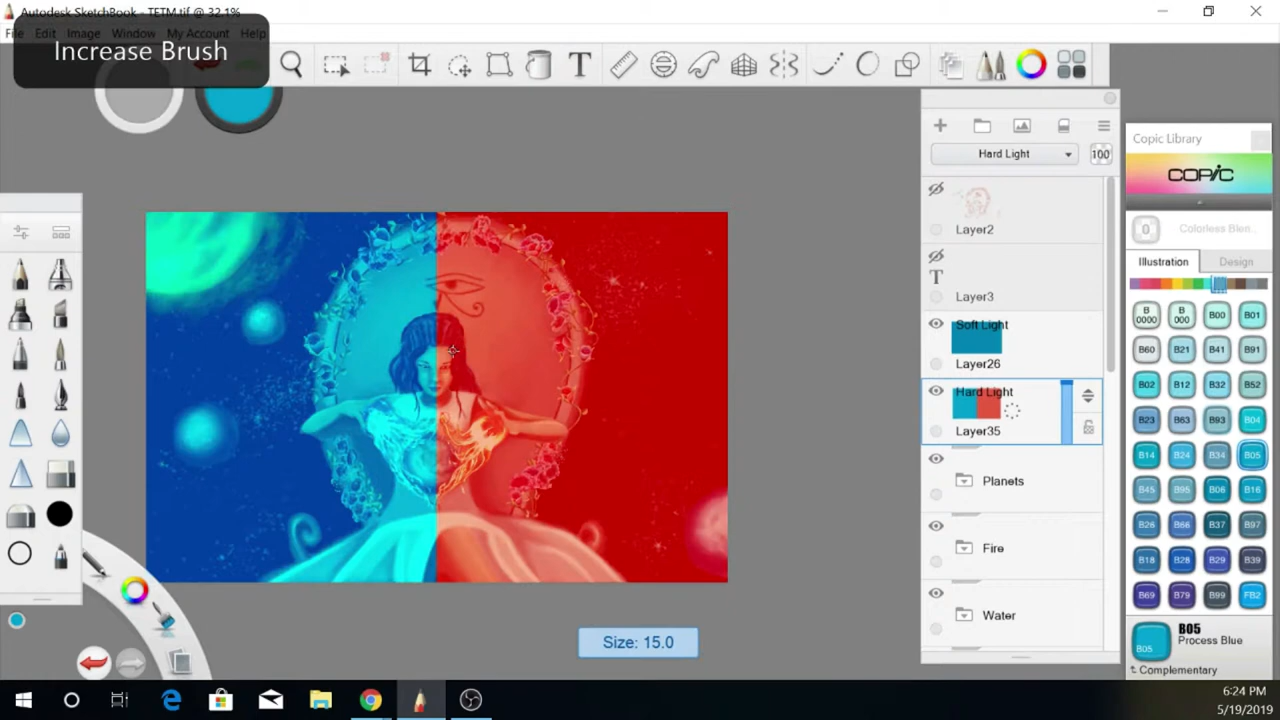 Autodesk SketchBook - TETM.tif @ 32.1%
File Edit Image Window My Account Help
Increase Brush
T
Hard Light 100
Layer2
T
Layer3
Soft Light
Layer26
Hard Light
Layer35
Planets
Fire
Water
Size: 15.0
Copic Library
COPIC
0 Colorless Blen...
Illustration Design
B 0000 B 000 B00 B01
B60 B21 B41 B91
B02 B12 B32 B52
B23 B63 B93 B04
B14 B24 B34 B05
B45 B95 B06 B16
B26 B66 B37 B97
B18 B28 B29 B39
B69 B79 B99 FB2
B05
B05
Process Blue
Complementary
6:24 PM
5/19/2019